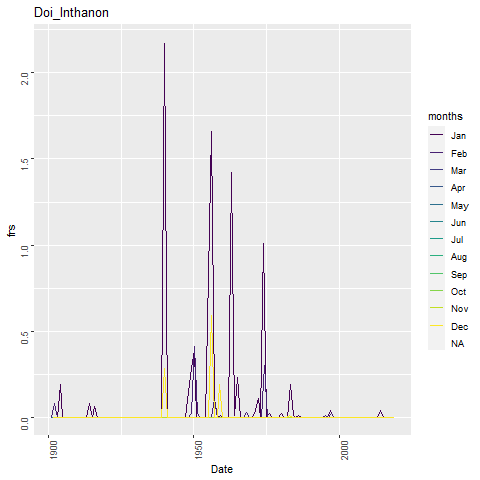 Doi_Inthanon
frs
2.0
1.5
1.0
0.5
0.0
1900
1950
2000
Date
months
Jan
Feb
Mar
Apr
May
Jun
Jul
Aug
Sep
Oct
Nov
Dec
NA